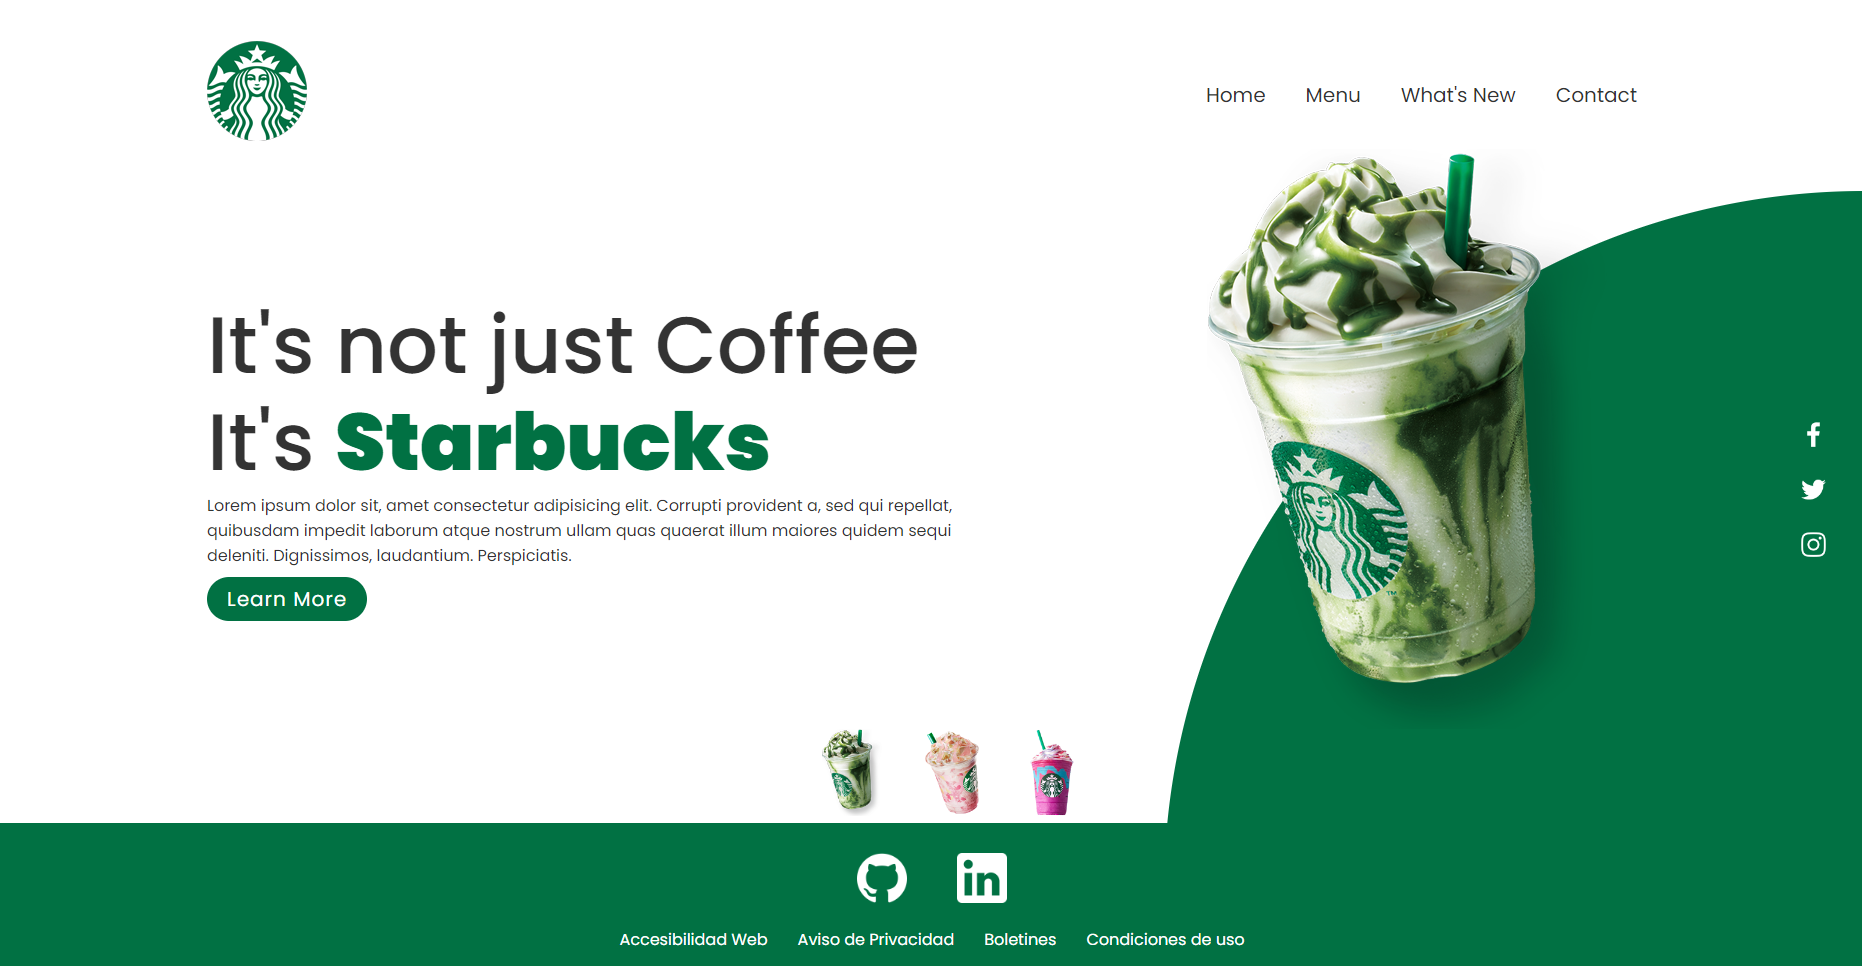 Home Menu What's New Contact
It's not just Coffee
It's Starbucks
Lorem ipsum dolor sit, amet consectetur adipisicing elit. Corrupti provident a, sed qui repellat,
quibusdam impedit laborum atque nostrum ullam quas quaerat illum maiores quidem sequi
deleniti. Dignissimos, laudantium. Perspiciatis.
Learn More
TM
in
Accesibilidad Web Aviso de Privacidad Boletines Condiciones de uso